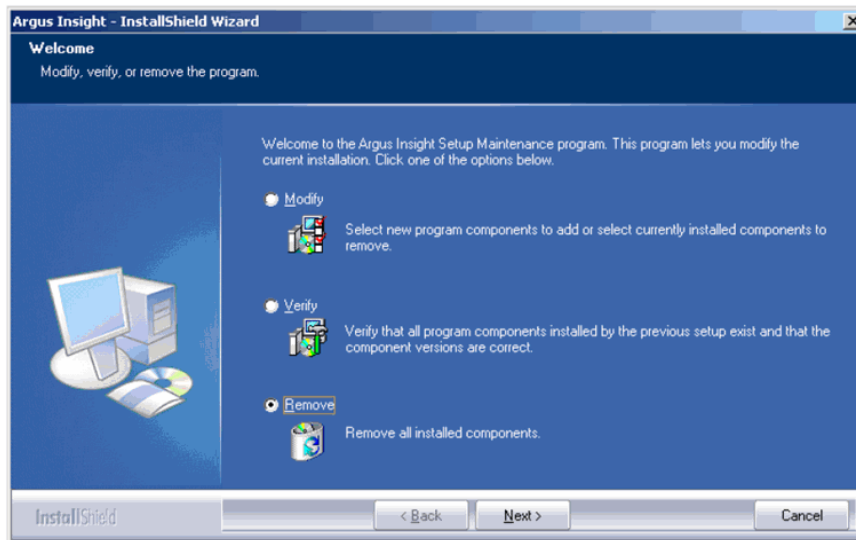 Argus Insight - InstallShield Wizard
Welcome
Modify, verify, or remove the program.
Welcome to the Argus Insight Setup Maintenance program. This program lets you modify the
current installation. Click one of the options below.
Modify
Select new program components to add or select currently installed components to
remove.
Verify
Verify that all program components installed by the previous setup exist and that the
component versions are correct.
Remove
Remove all installed components.
InstallShield
< Back
Next >
Cancel